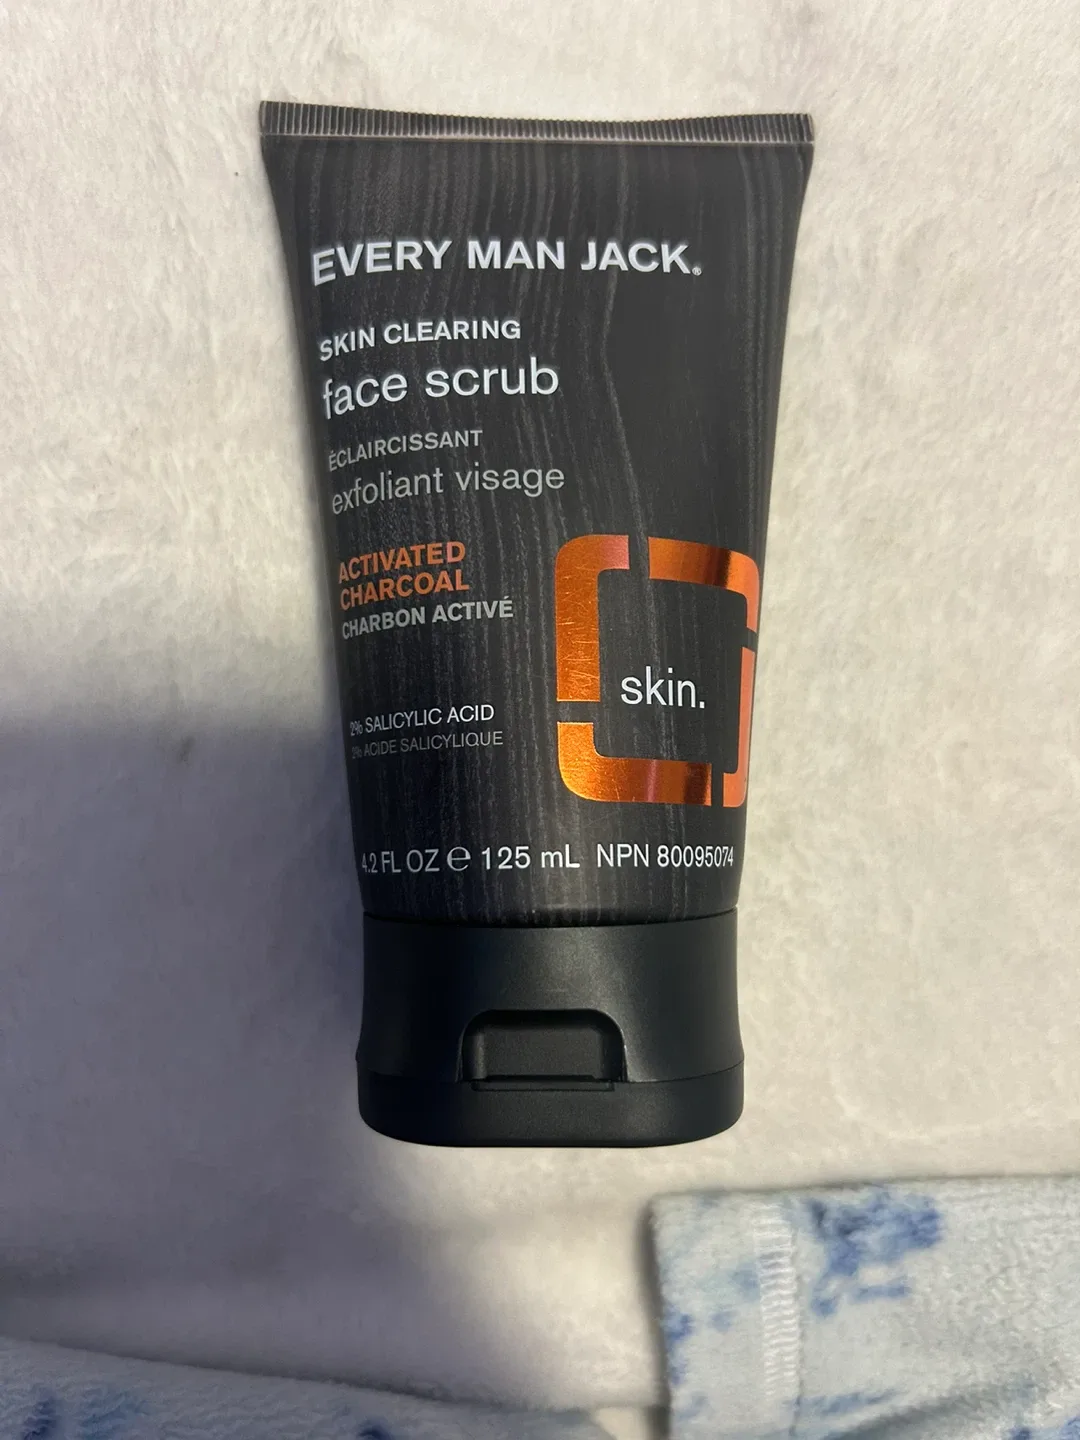 EVERY MAN JACK®
SKIN CLEARING
face scrub
ÉCLAIRCISSANT
exfoliant visage
ACTIVATED
CHARCOAL
CHARBON ACTIVÉ
skin.
2% SALICYLIC ACID
2% ACIDE SALICYLIQUE
4.2 FL OZ ℮ 125 mL NPN 80095074